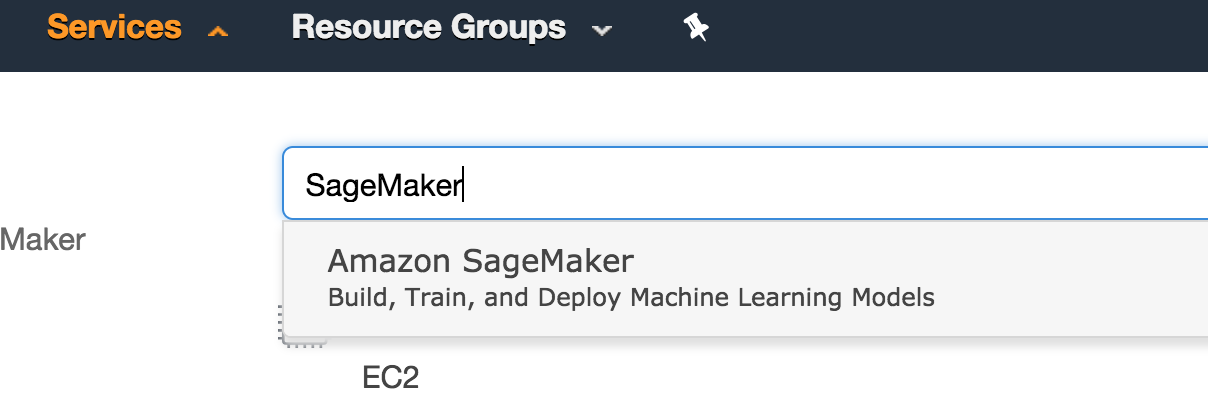 Services Resource Groups
SageMaker
Maker
Amazon SageMaker
Build, Train, and Deploy Machine Learning Models
EC2